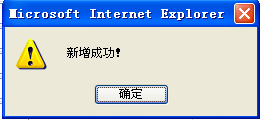 Microsoft Internet Explorer
新增成功!
确定